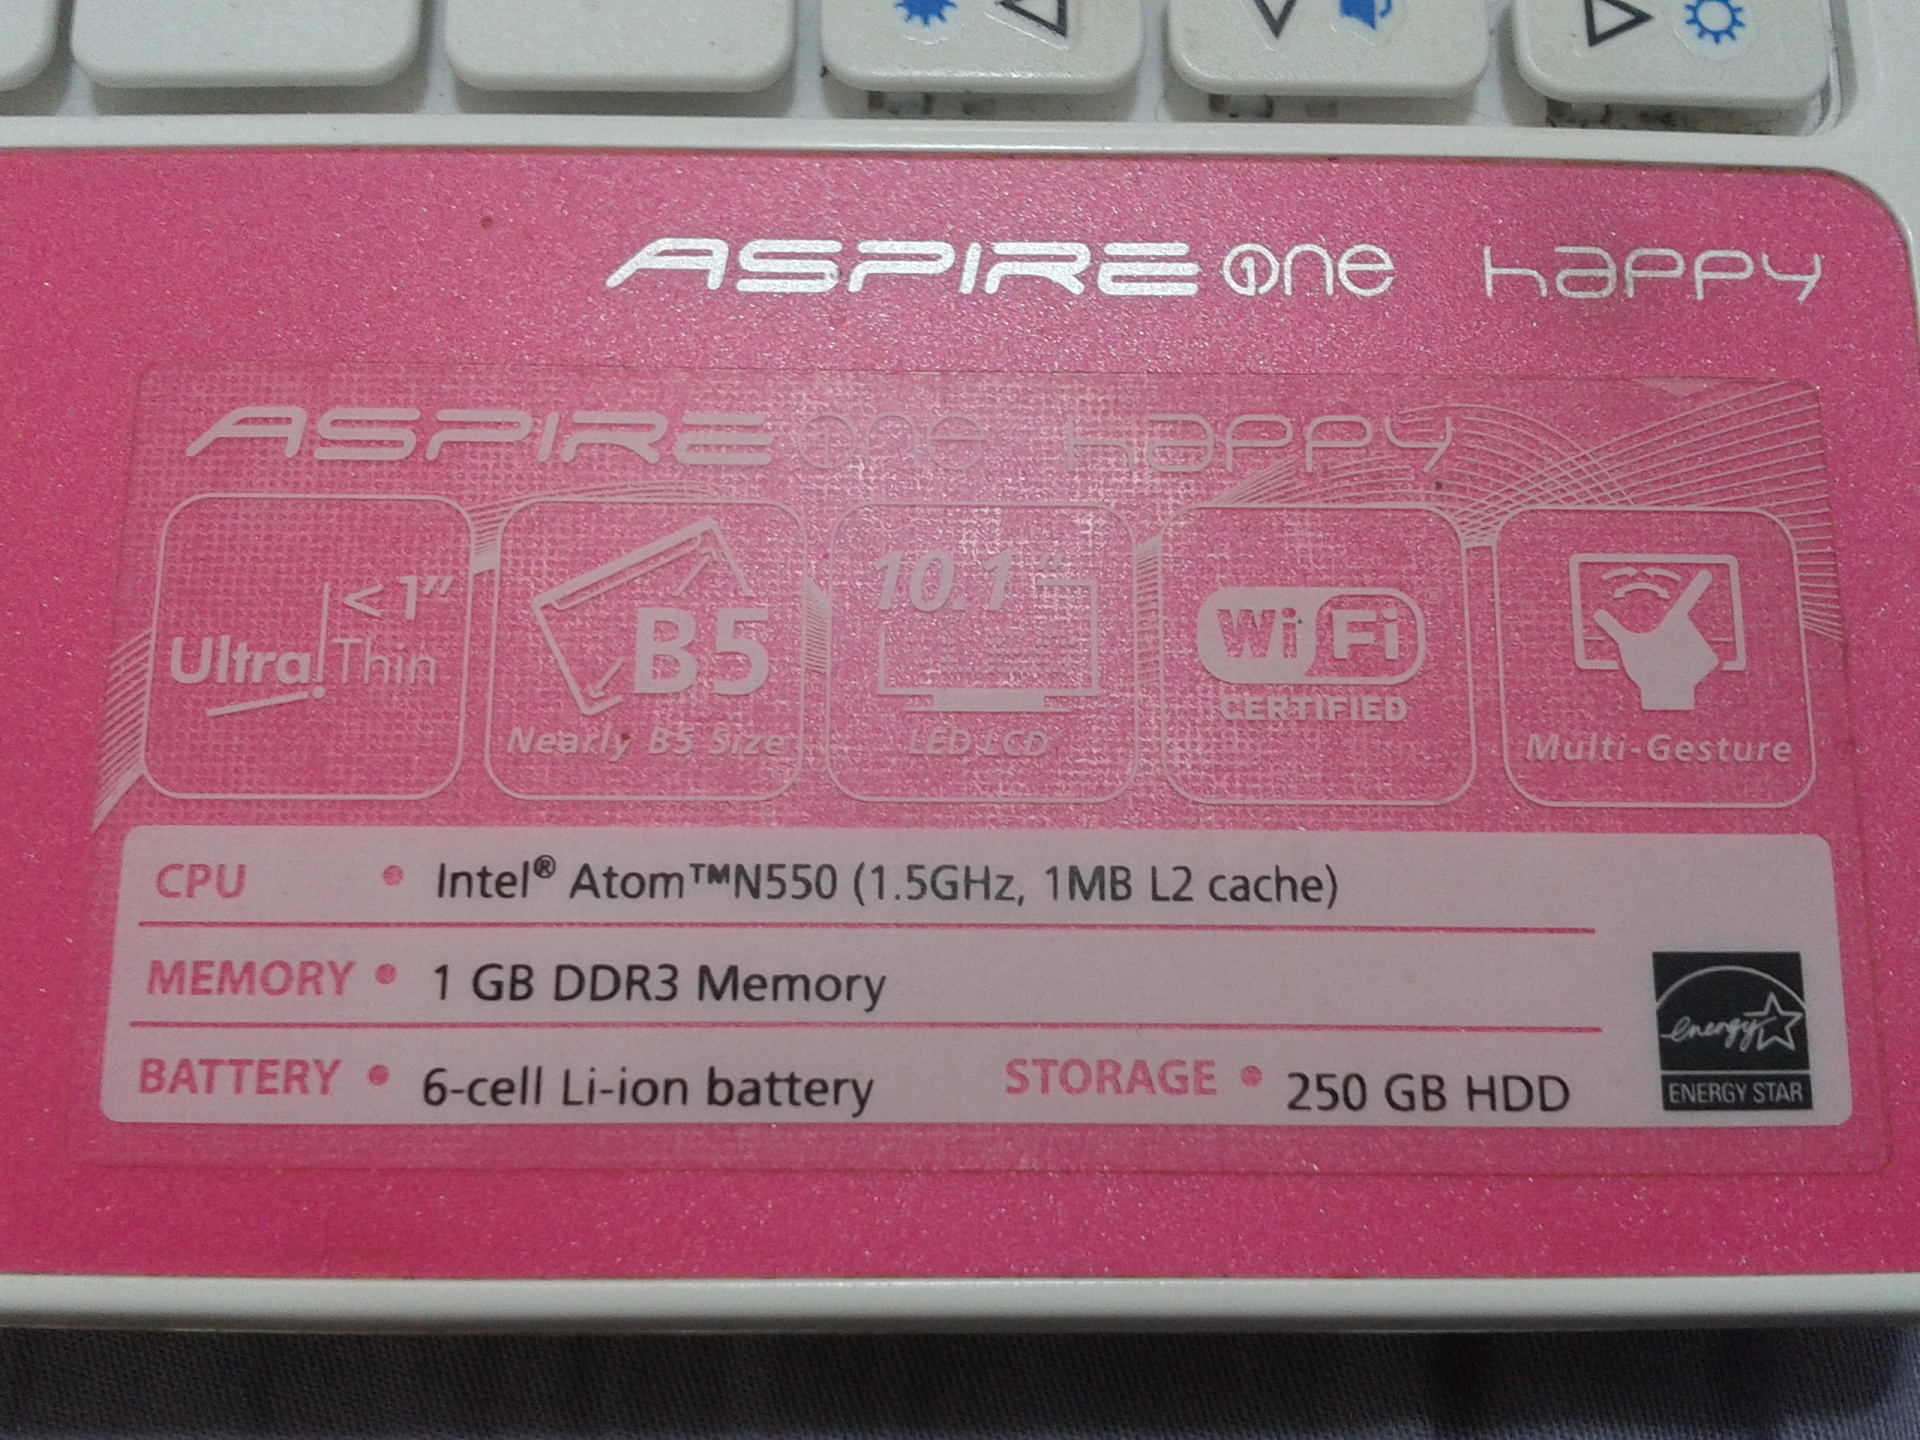 ASPIRE one happy
ASPIRE one happy
Ultra Thin <1"
B5
Nearly B5 Size
10.1"
LED LCD
Wi Fi
CERTIFIED
Multi-Gesture
CPU • Intel® Atom™N550 (1.5GHz, 1MB L2 cache)
MEMORY • 1 GB DDR3 Memory
BATTERY • 6-cell Li-ion battery STORAGE • 250 GB HDD
energy
ENERGY STAR